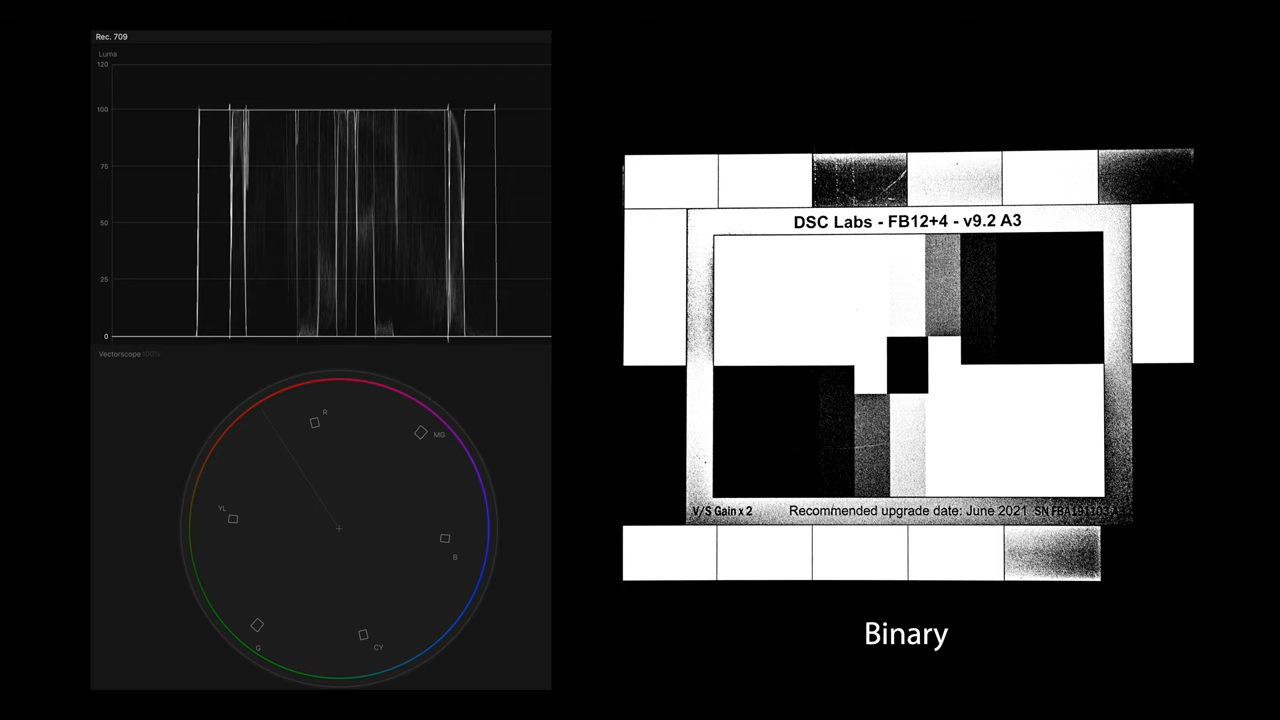 Rec. 709
Luma
120
100
75
50
25
0
Vectorscope 100%
R
MG
YL
B
G
CY
DSC Labs - FB12+4 - v9.2 A3
V/S Gain x 2
Recommended upgrade date: June 2021
Binary